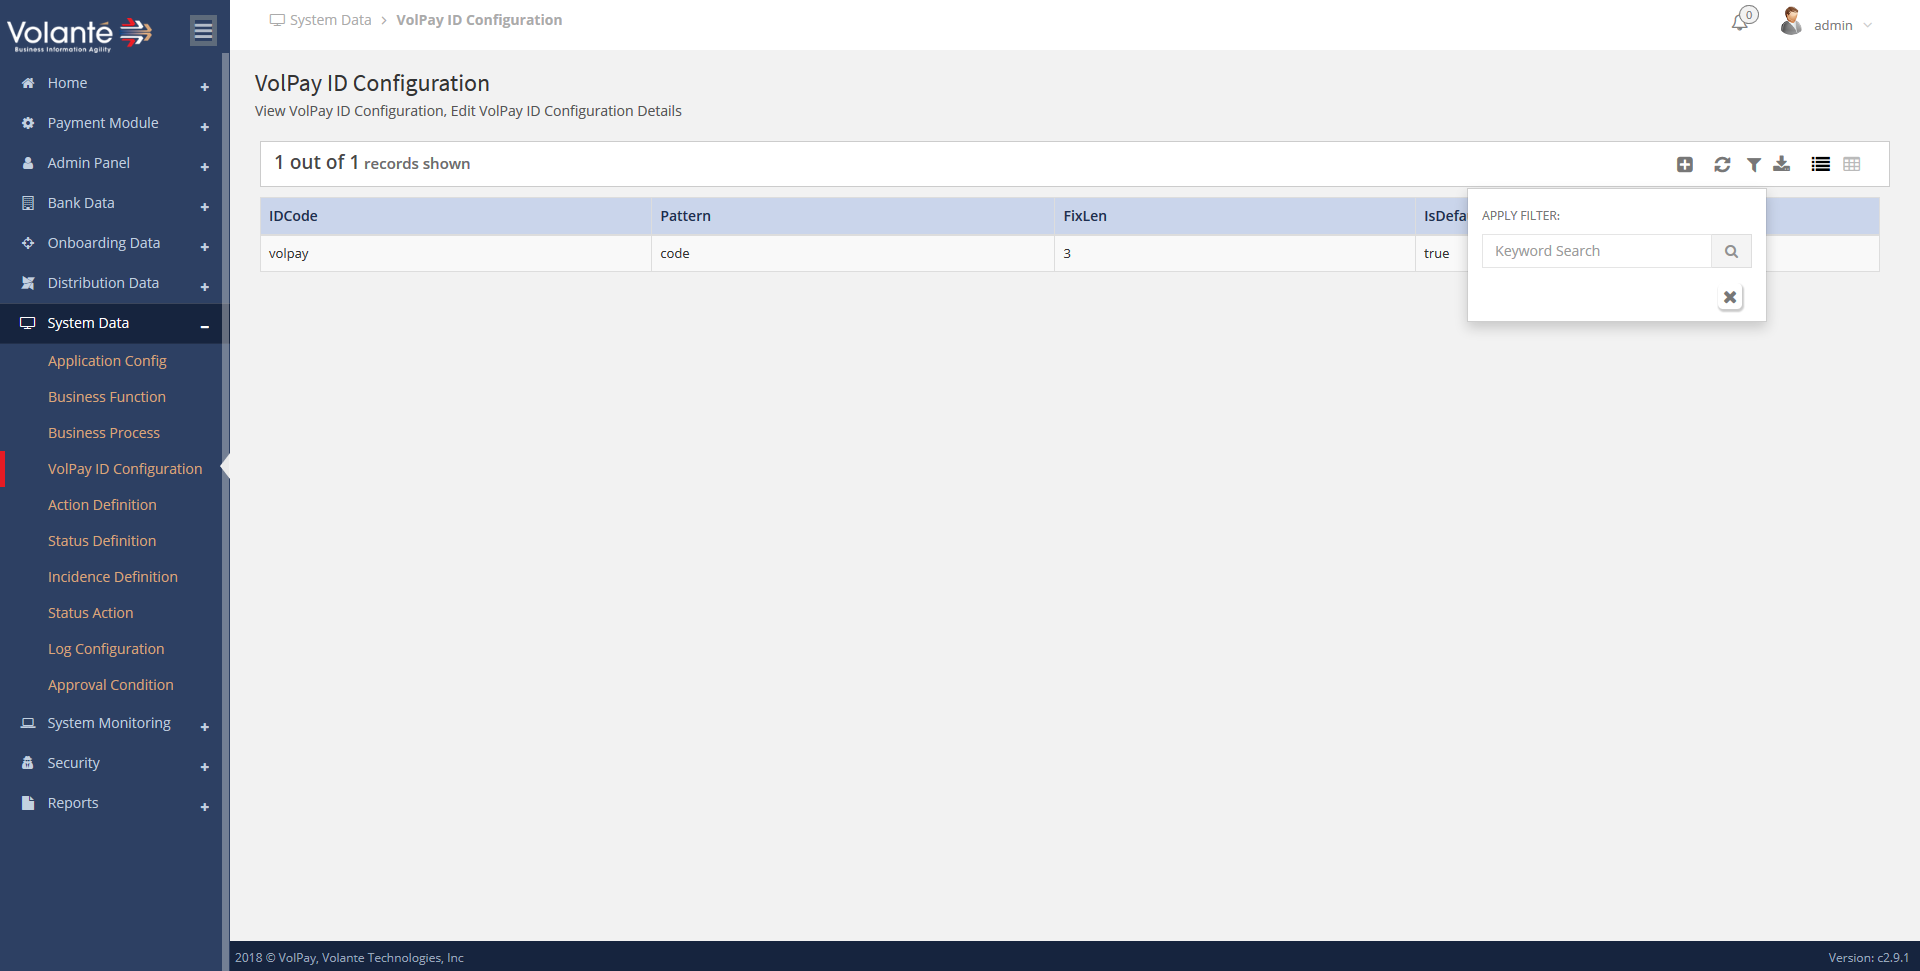 Volanté
Business Information Agility
System Data > VolPay ID Configuration
0
admin
Home
Payment Module
Admin Panel
Bank Data
Onboarding Data
Distribution Data
System Data
Application Config
Business Function
Business Process
VolPay ID Configuration
Action Definition
Status Definition
Incidence Definition
Status Action
Log Configuration
Approval Condition
System Monitoring
Security
Reports
VolPay ID Configuration
View VolPay ID Configuration, Edit VolPay ID Configuration Details
1 out of 1 records shown
IDCode Pattern FixLen IsDefa
volpay code 3 true
APPLY FILTER:
Keyword Search
2018 © VolPay, Volante Technologies, Inc
Version: c2.9.1